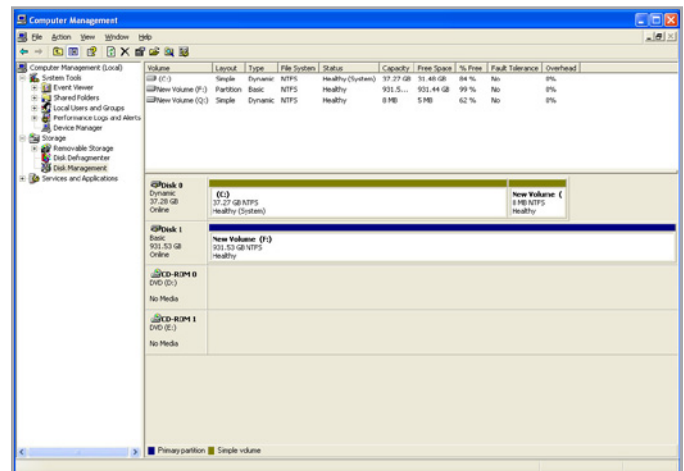 Computer Management
File Action View Window Help
Computer Management (Local)
System Tools
Event Viewer
Shared Folders
Local Users and Groups
Performance Logs and Alerts
Device Manager
Storage
Removable Storage
Disk Defragmenter
Disk Management
Services and Applications
Volume Layout Type File System Status Capacity Free Space % Free Fault Tolerance Overhead
(C:) Simple Dynamic NTFS Healthy (System) 37.27 GB 31.48 GB 84 % No 0%
New Volume (F:) Partition Basic NTFS Healthy 931.5... 931.44 GB 99 % No 0%
New Volume (Q:) Simple Dynamic NTFS Healthy 8 MB 5 MB 62 % No 0%
Disk 0
Dynamic
37.28 GB
Online
(C:)
37.27 GB NTFS
Healthy (System)
New Volume (
8 MB NTFS
Healthy
Disk 1
Basic
931.53 GB
Online
New Volume (F:)
931.53 GB NTFS
Healthy
CD-ROM 0
DVD (D:)
No Media
CD-ROM 1
DVD (E:)
No Media
Primary partition Simple volume